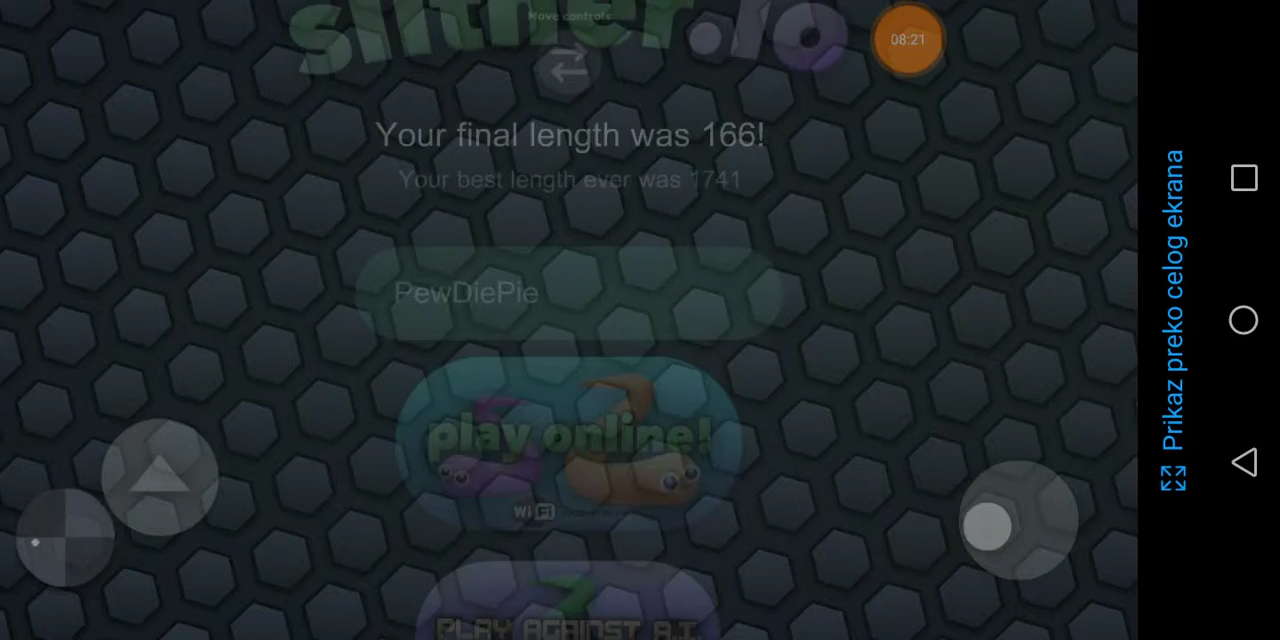 Move controls
slither.io
08:21
Your final length was 166!
Your best length ever was 1741
PewDiePie
play online!
WiFi
PLAY AGAINST A.I.
Prikaz preko celog ekrana